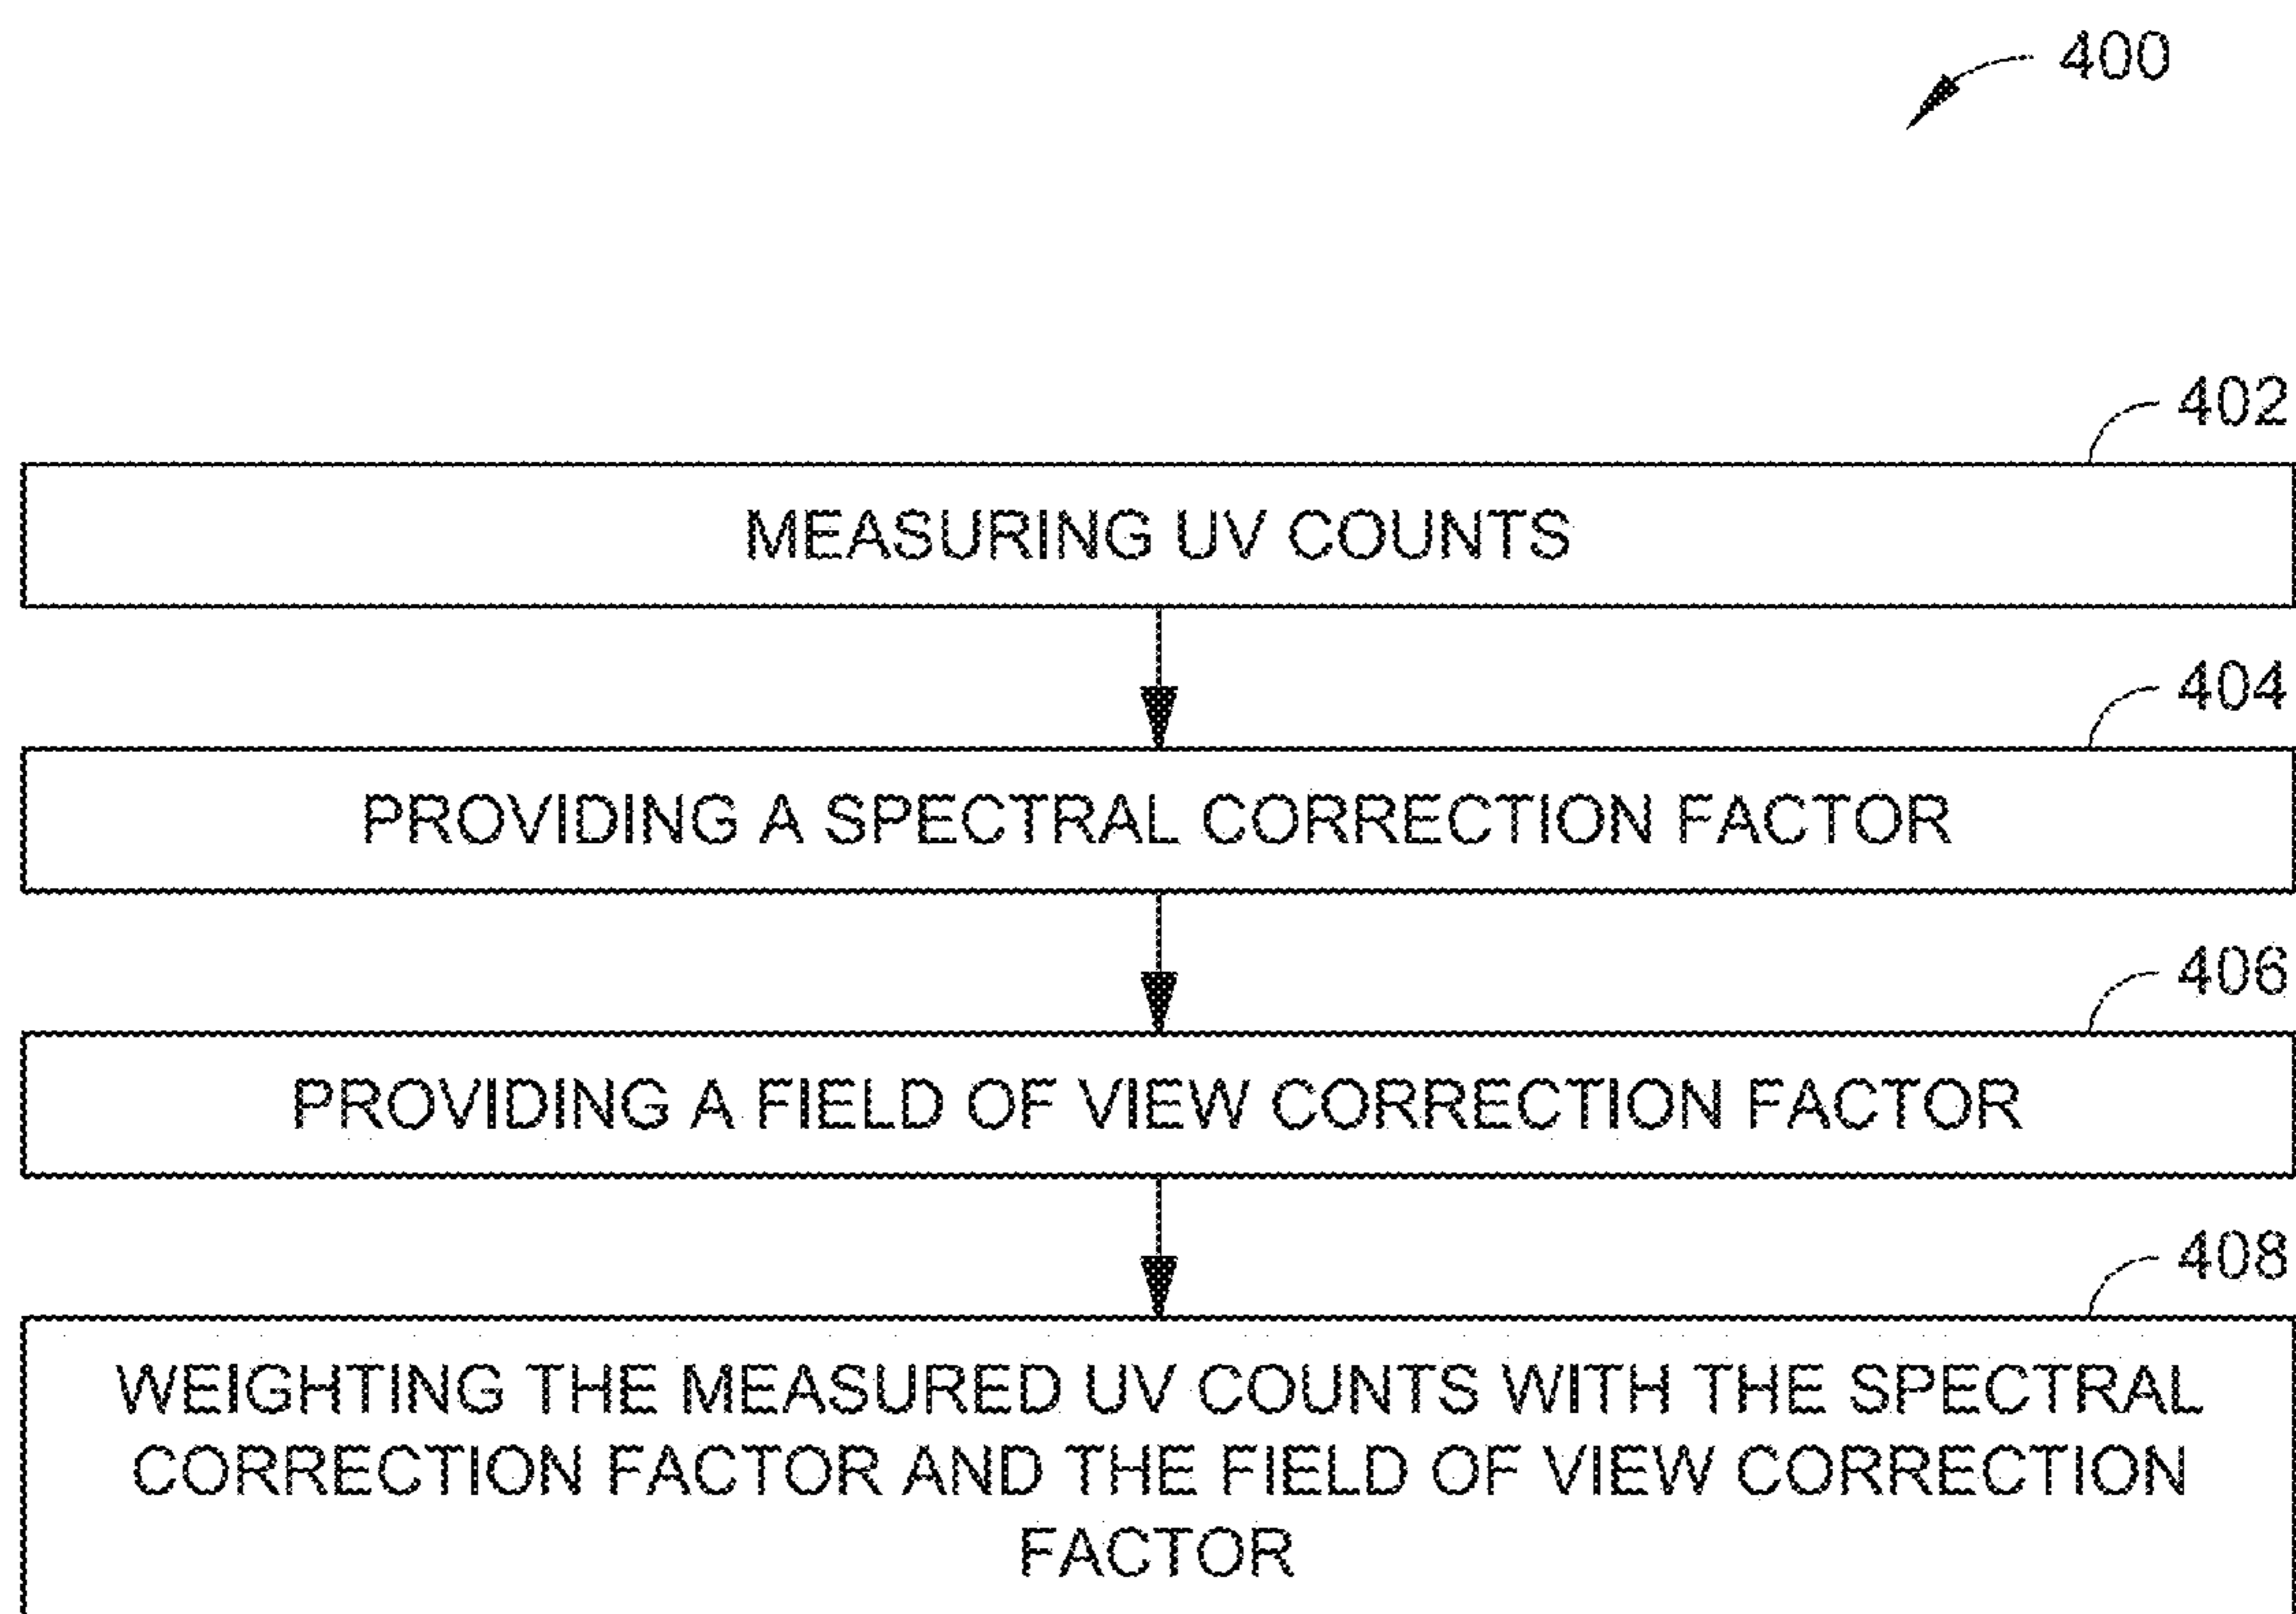 400
402
MEASURING UV COUNTS
404
PROVIDING A SPECTRAL CORRECTION FACTOR
406
PROVIDING A FIELD OF VIEW CORRECTION FACTOR
408
WEIGHTING THE MEASURED UV COUNTS WITH THE SPECTRAL
CORRECTION FACTOR AND THE FIELD OF VIEW CORRECTION
FACTOR